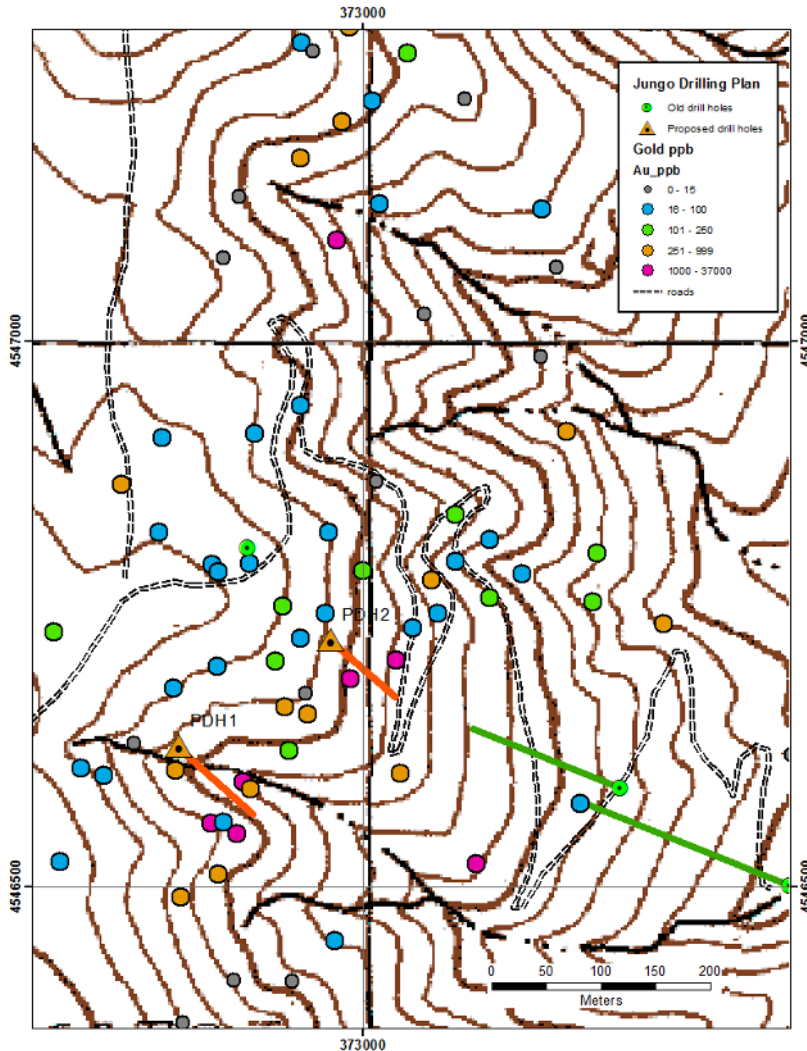 373000
Jungo Drilling Plan
Old drill holes
Proposed drill holes
Gold ppb
Au_ppb
0 - 15
16 - 100
101 - 250
251 - 999
1000 - 37000
roads
4547000
4547000
PDH2
PDH1
4546500
4546500
0 50 100 150 200
Meters
373000